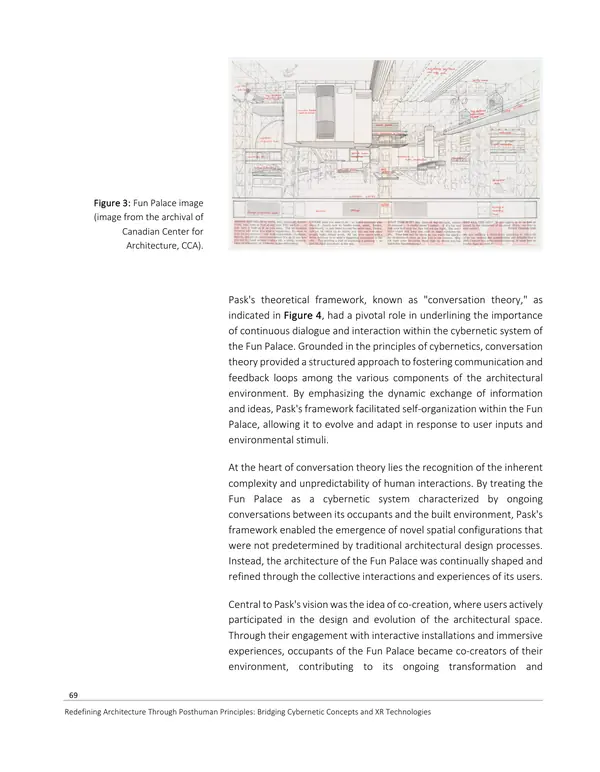 Figure 3: Fun Palace image
(image from the archival of
Canadian Center for
Architecture, CCA).
Pask's theoretical framework, known as "conversation theory," as
indicated in Figure 4, had a pivotal role in underlining the importance
of continuous dialogue and interaction within the cybernetic system of
the Fun Palace. Grounded in the principles of cybernetics, conversation
theory provided a structured approach to fostering communication and
feedback loops among the various components of the architectural
environment. By emphasizing the dynamic exchange of information
and ideas, Pask's framework facilitated self-organization within the Fun
Palace, allowing it to evolve and adapt in response to user inputs and
environmental stimuli.
At the heart of conversation theory lies the recognition of the inherent
complexity and unpredictability of human interactions. By treating the
Fun Palace as a cybernetic system characterized by ongoing
conversations between its occupants and the built environment, Pask's
framework enabled the emergence of novel spatial configurations that
were not predetermined by traditional architectural design processes.
Instead, the architecture of the Fun Palace was continually shaped and
refined through the collective interactions and experiences of its users.
Central to Pask's vision was the idea of co-creation, where users actively
participated in the design and evolution of the architectural space.
Through their engagement with interactive installations and immersive
experiences, occupants of the Fun Palace became co-creators of their
environment, contributing to its ongoing transformation and
69
Redefining Architecture Through Posthuman Principles: Bridging Cybernetic Concepts and XR Technologies